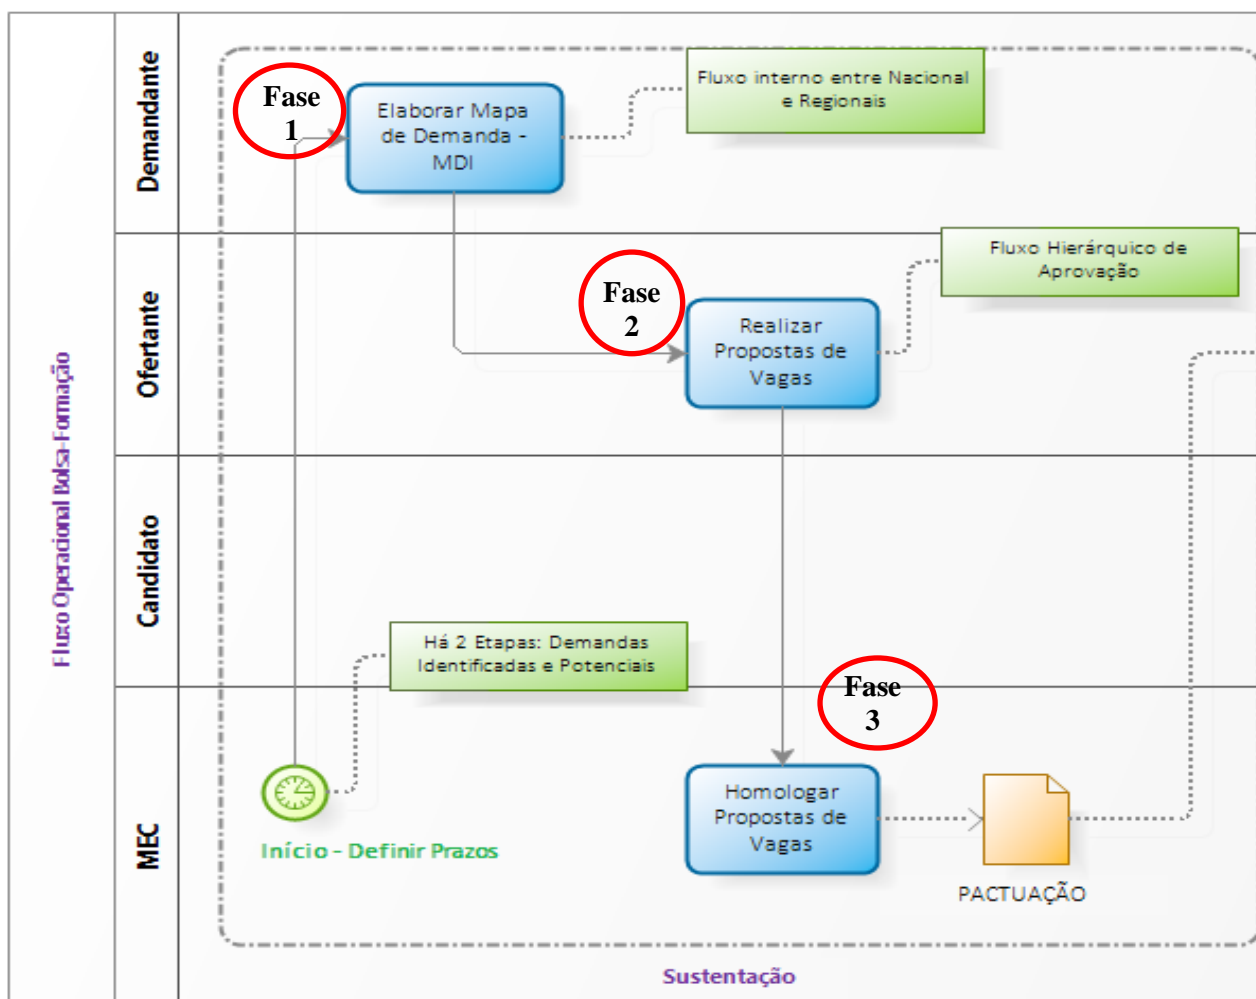 Fluxo Operacional Bolsa-Formação
Demandante
Fase
1
Elaborar Mapa
de Demanda -
MDI
Fluxo interno entre Nacional
e Regionais
Ofertante
Fase
2
Realizar
Propostas de
Vagas
Fluxo Hierárquico de
Aprovação
Candidato
Há 2 Etapas: Demandas
Identificadas e Potenciais
MEC
Início - Definir Prazos
Fase
3
Homologar
Propostas de
Vagas
PACTUAÇÃO
Sustentação